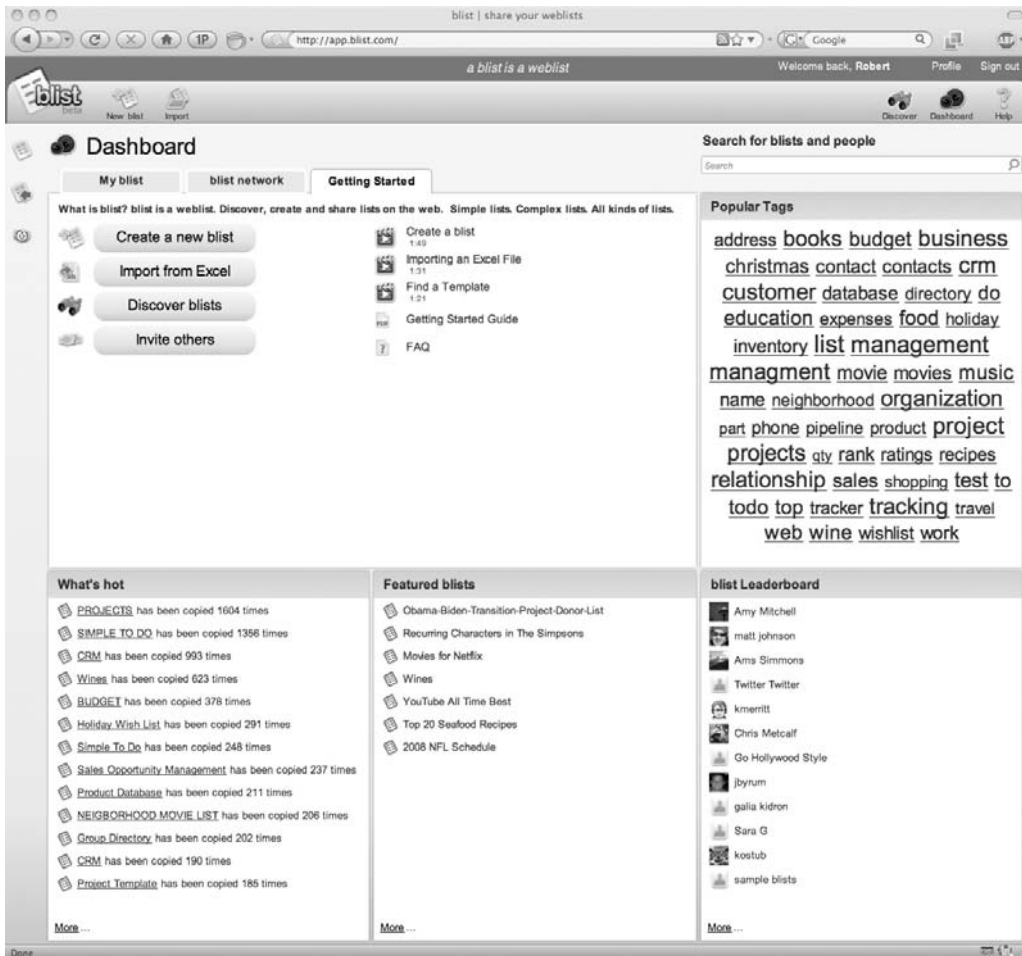 blist | share your weblists
1P
http://app.blist.com/
Google
a blist is a weblist
Welcome back, Robert
Profile
Sign out
blist
beta
New blist
Import
Discover
Dashboard
Help
Dashboard
Search for blists and people
Search
My blist
blist network
Getting Started
What is blist? blist is a weblist. Discover, create and share lists on the web. Simple lists. Complex lists. All kinds of lists.
Create a new blist
Import from Excel
Discover blists
Invite others
Create a blist
1:49
Importing an Excel File
1:31
Find a Template
1:21
PDF
Getting Started Guide
?
FAQ
Popular Tags
address books budget business
christmas contact contacts crm
customer database directory do
education expenses food holiday
inventory list management
managment movie movies music
name neighborhood organization
part phone pipeline product project
projects qty rank ratings recipes
relationship sales shopping test to
todo top tracker tracking travel
web wine wishlist work
What's hot
PROJECTS has been copied 1604 times
SIMPLE TO DO has been copied 1356 times
CRM has been copied 993 times
Wines has been copied 623 times
BUDGET has been copied 378 times
Holiday Wish List has been copied 291 times
Simple To Do has been copied 248 times
Sales Opportunity Management has been copied 237 times
Product Database has been copied 211 times
NEIGBORHOOD MOVIE LIST has been copied 206 times
Group Directory has been copied 202 times
CRM has been copied 190 times
Project Template has been copied 185 times
More ...
Featured blists
Obama-Biden-Transition-Project-Donor-List
Recurring Characters in The Simpsons
Movies for Netflix
Wines
YouTube All Time Best
Top 20 Seafood Recipes
2008 NFL Schedule
More ...
blist Leaderboard
Amy Mitchell
matt johnson
Ams Simmons
Twitter Twitter
kmerritt
Chris Metcalf
Go Hollywood Style
jbyrum
galia kidron
Sara G
kostub
sample blists
More ...
Done